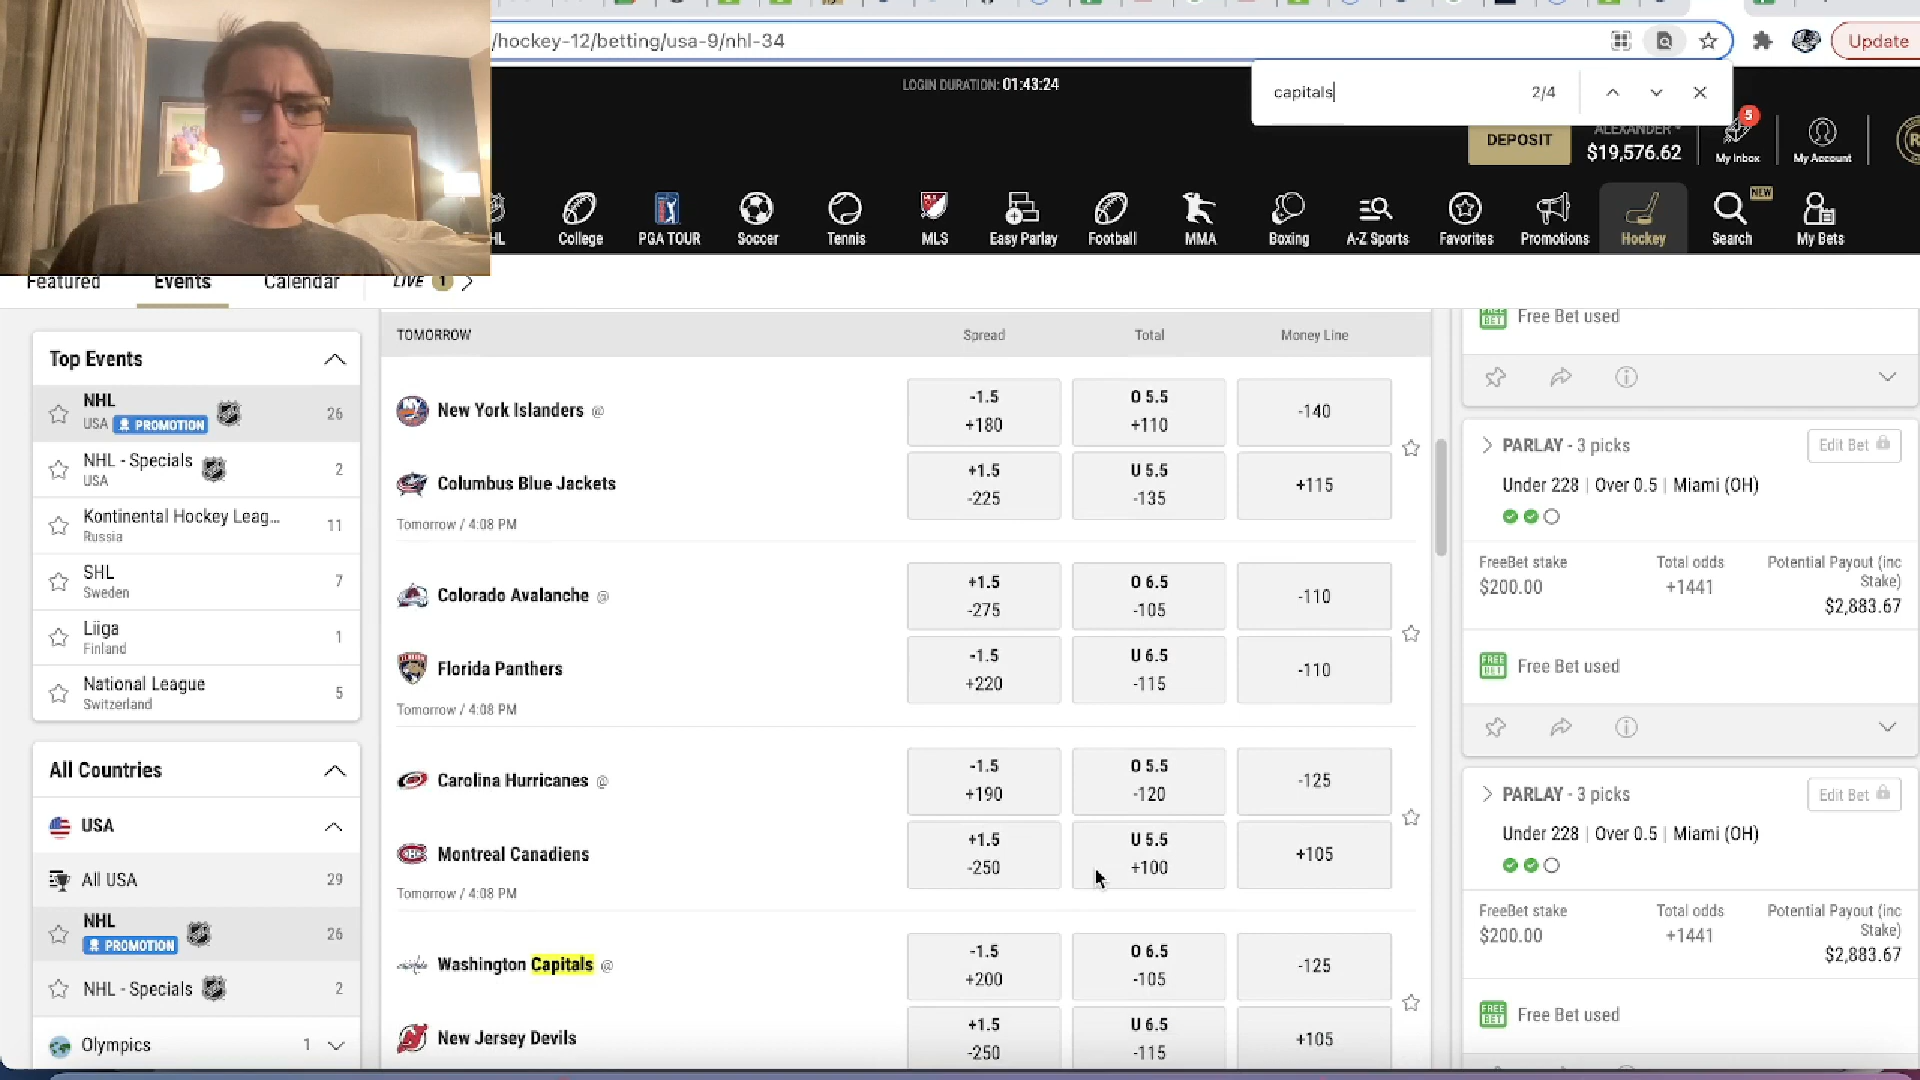 /hockey-12/betting/usa-9/nhl-34
Update
LOGIN DURATION: 01:43:24
capitals
2/4
DEPOSIT
ALEXANDER
$19,576.62
5
My Inbox
My Account
HL
College
PGA TOUR
Soccer
Tennis
MLS
Easy Parlay
Football
MMA
Boxing
A-Z Sports
Favorites
Promotions
Hockey
NEW
Search
My Bets
Featured
Events
Calendar
LIVE 1
Top Events
NHL
USA PROMOTION
26
NHL - Specials
USA
2
Kontinental Hockey Leag...
Russia
11
SHL
Sweden
7
Liiga
Finland
1
National League
Switzerland
5
All Countries
USA
All USA
29
NHL
PROMOTION
26
NHL - Specials
2
Olympics
1
TOMORROW
Spread
Total
Money Line
New York Islanders @
-1.5
+180
O 5.5
+110
-140
Columbus Blue Jackets
+1.5
-225
U 5.5
-135
+115
Tomorrow / 4:08 PM
Colorado Avalanche @
+1.5
-275
O 6.5
-105
-110
Florida Panthers
-1.5
+220
U 6.5
-115
-110
Tomorrow / 4:08 PM
Carolina Hurricanes @
-1.5
+190
O 5.5
-120
-125
Montreal Canadiens
+1.5
-250
U 5.5
+100
+105
Tomorrow / 4:08 PM
Washington Capitals @
-1.5
+200
O 6.5
-105
-125
New Jersey Devils
+1.5
-250
U 6.5
-115
+105
FREE
BET
Free Bet used
PARLAY - 3 picks
Edit Bet
Under 228 | Over 0.5 | Miami (OH)
FreeBet stake
$200.00
Total odds
+1441
Potential Payout (inc
Stake)
$2,883.67
FREE
BET
Free Bet used
PARLAY - 3 picks
Edit Bet
Under 228 | Over 0.5 | Miami (OH)
FreeBet stake
$200.00
Total odds
+1441
Potential Payout (inc
Stake)
$2,883.67
FREE
BET
Free Bet used